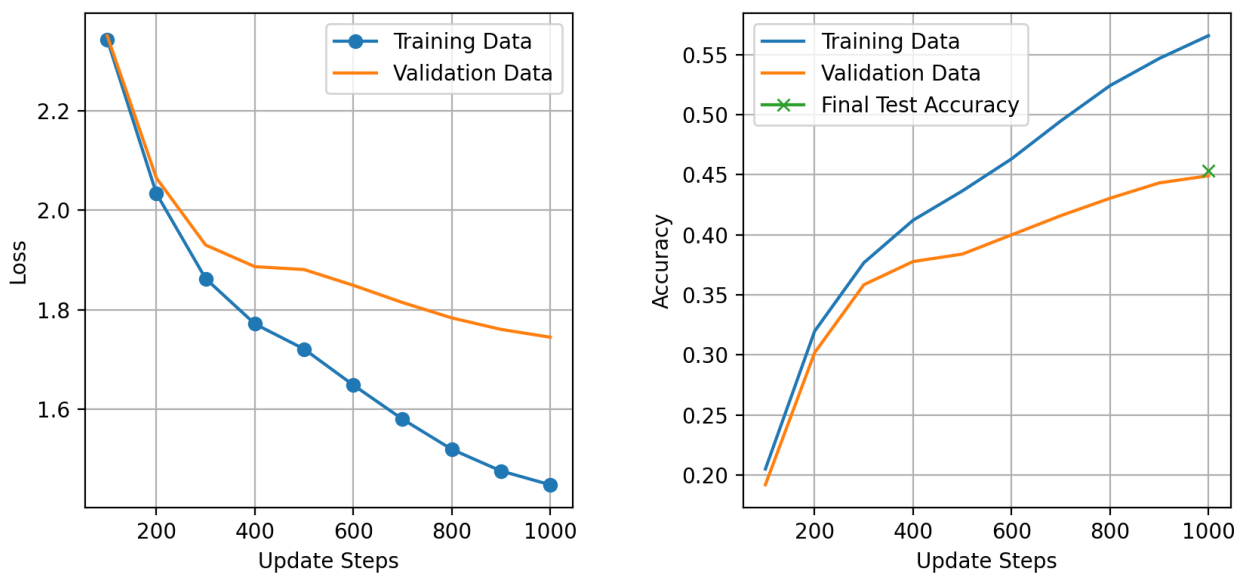 Training Data
Validation Data
2.2
2.0
1.8
1.6
Loss
200
400
600
800
1000
Update Steps
Training Data
Validation Data
Final Test Accuracy
0.55
0.50
0.45
0.40
0.35
0.30
0.25
0.20
Accuracy
200
400
600
800
1000
Update Steps